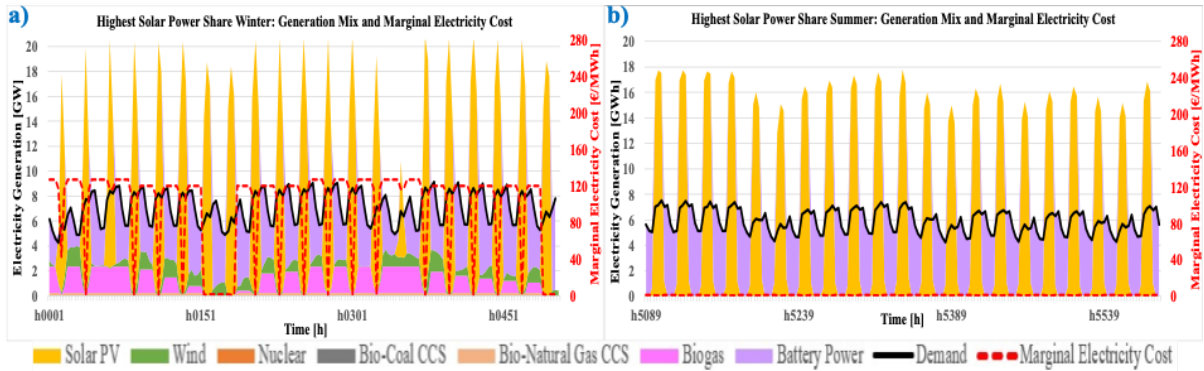 a)
Highest Solar Power Share Winter: Generation Mix and Marginal Electricity Cost
Electricity Generation [GW]
20
18
16
14
12
10
8
6
4
2
0
280
240
200
160
120
80
40
0
Marginal Electricity Cost [€/MWh]
h0001 h0151 h0301 h0451
Time [h]
b)
Highest Solar Power Share Summer: Generation Mix and Marginal Electricity Cost
Electricity Generation [GWh]
20
18
16
14
12
10
8
6
4
2
0
280
240
200
160
120
80
40
0
Marginal Electricity Cost [€/MWh]
h5089 h5239 h5389 h5539
Time [h]
Solar PV Wind Nuclear Bio-Coal CCS Bio-Natural Gas CCS Biogas Battery Power Demand Marginal Electricity Cost